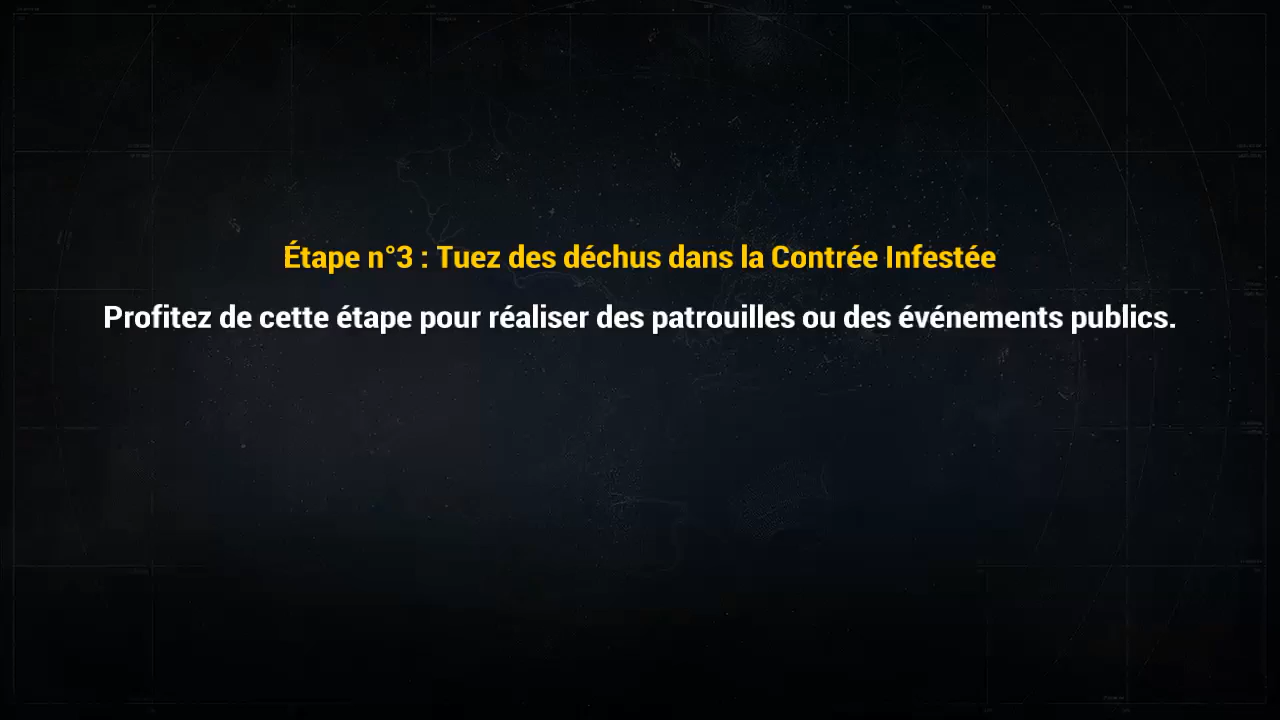 Étape n°3 : Tuez des déchus dans la Contrée Infestée
Profitez de cette étape pour réaliser des patrouilles ou des événements publics.